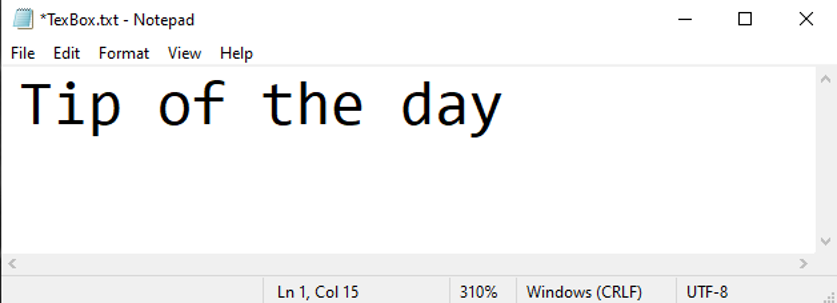 *TexBox.txt - Notepad
File Edit Format View Help
Tip of the day
Ln 1, Col 15 310% Windows (CRLF) UTF-8